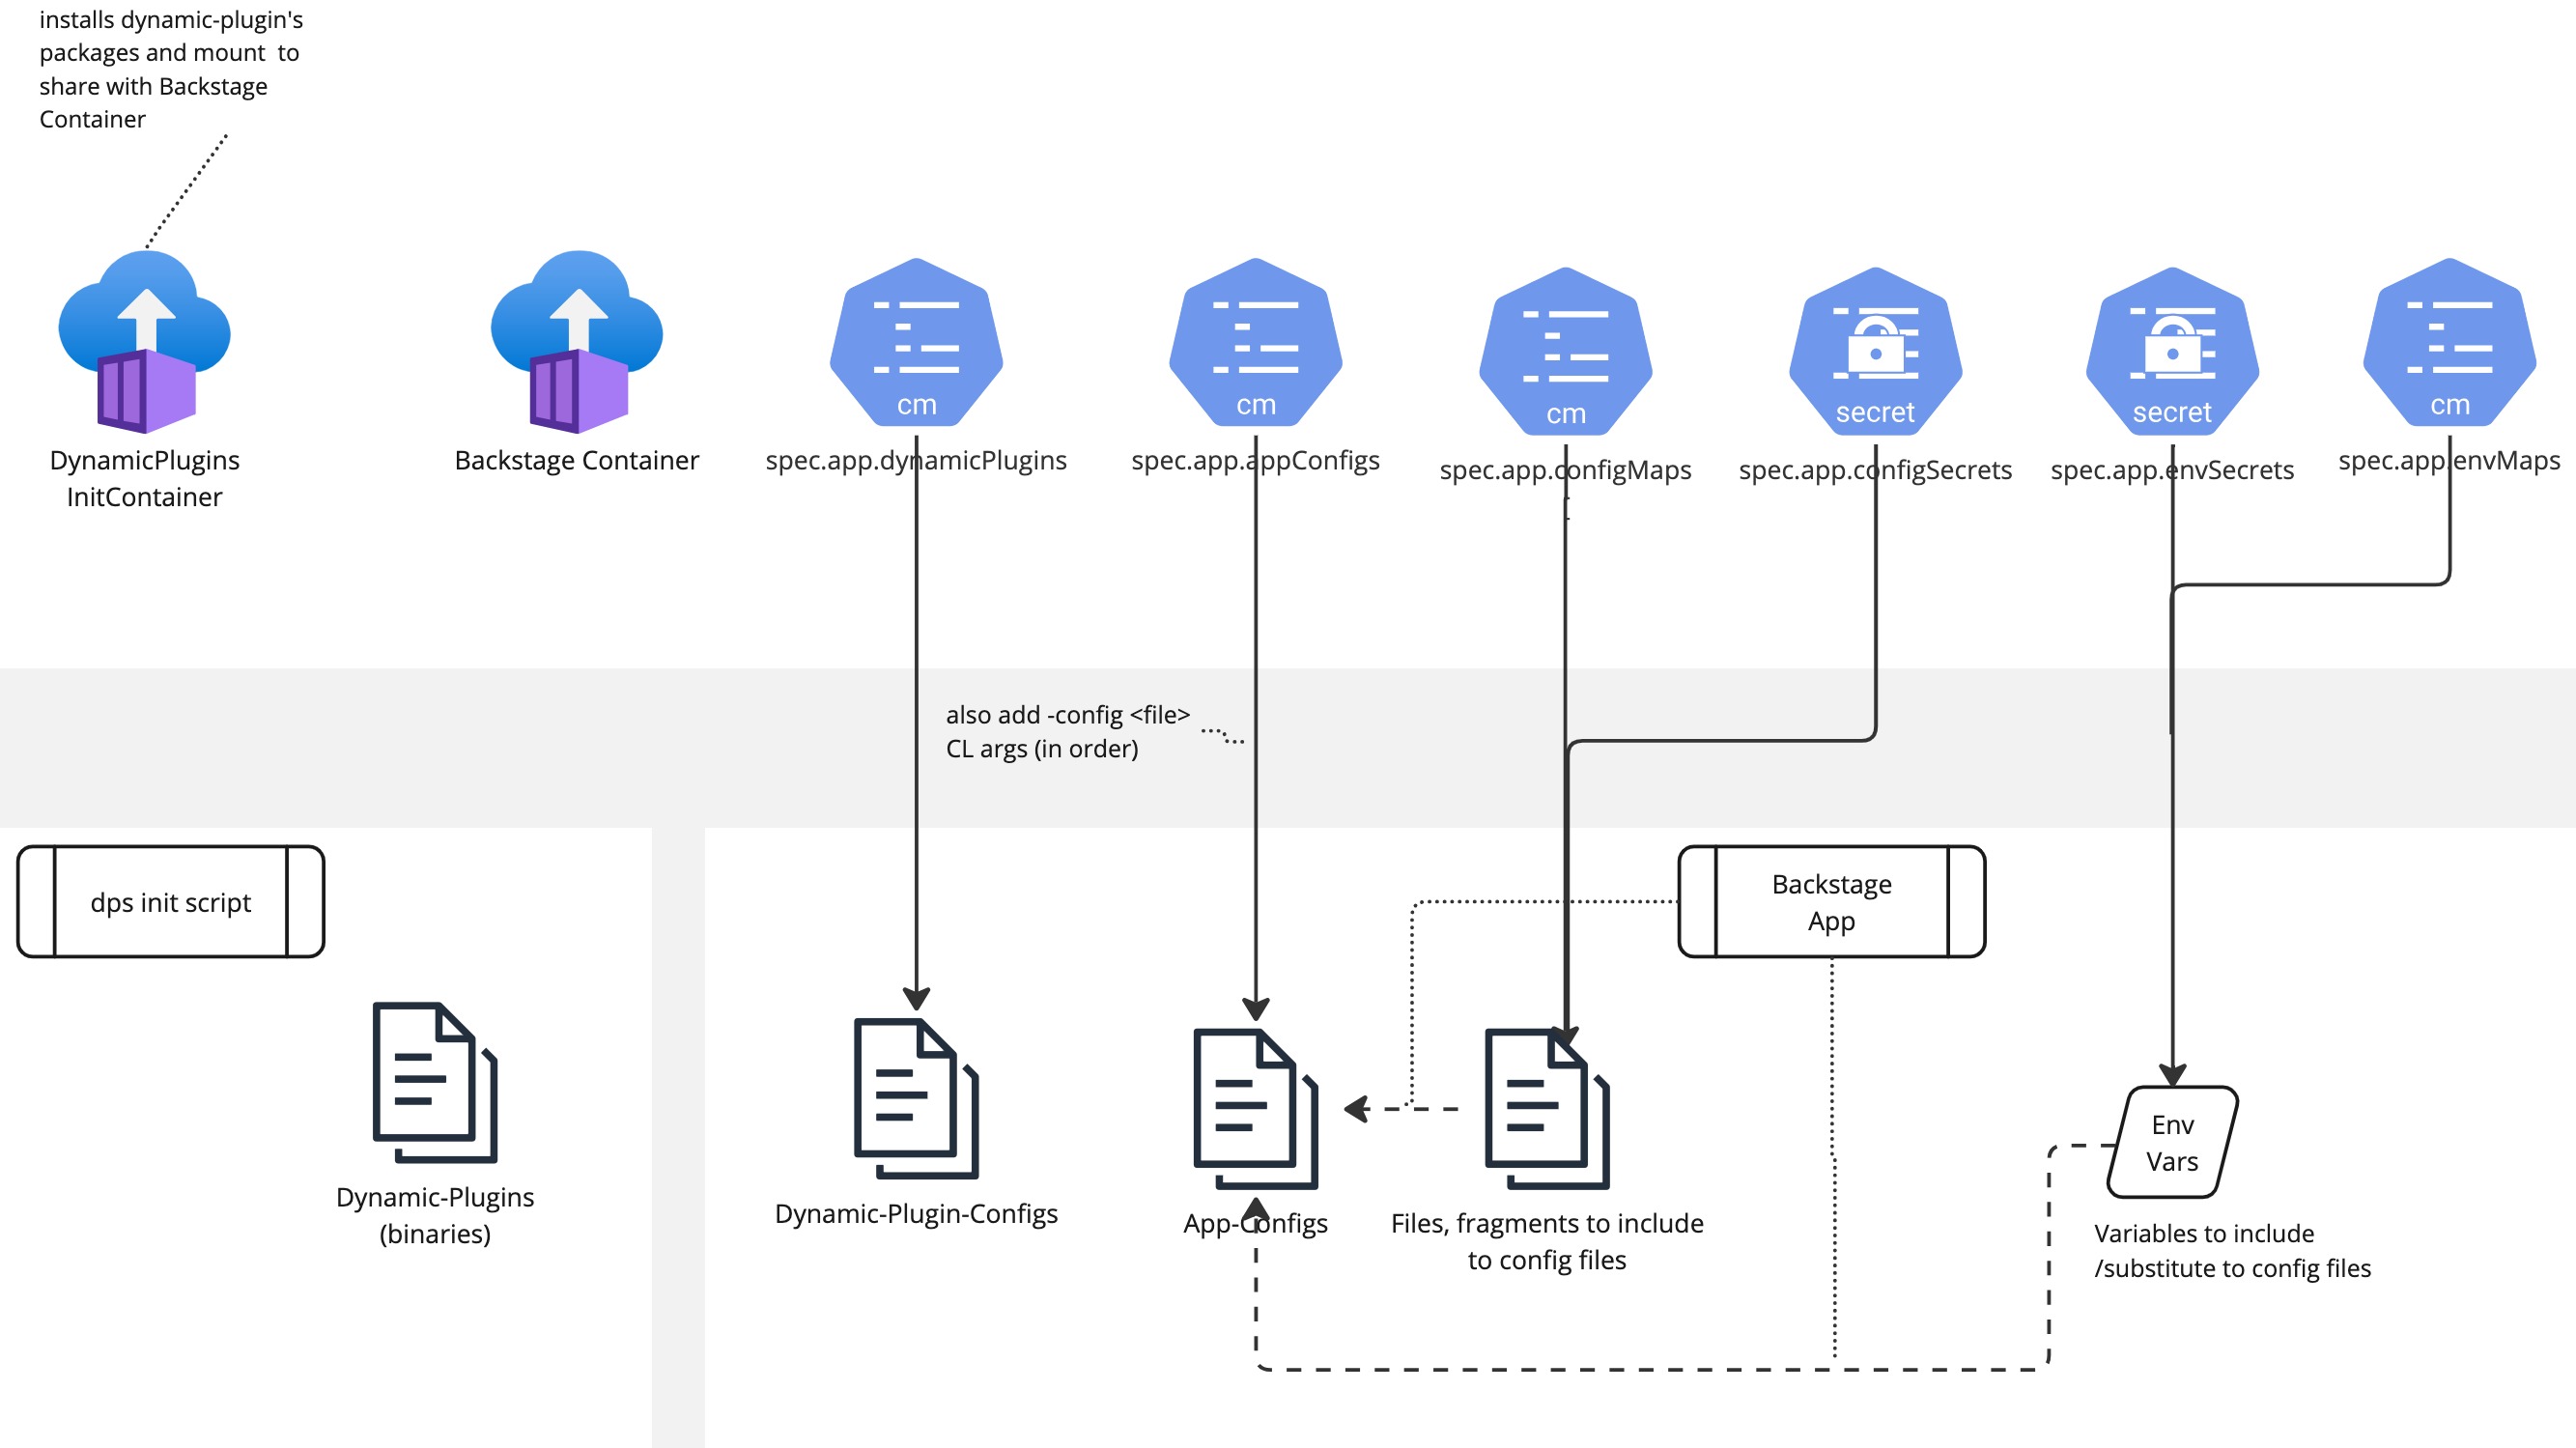 installs dynamic-plugin's
packages and mount  to
share with Backstage
Container
cm
cm
cm
secret
secret
cm
DynamicPlugins
InitContainer
Backstage Container
spec.app.dynamicPlugins
spec.app.appConfigs
spec.app.configMaps
spec.app.configSecrets
spec.app.envSecrets
spec.app.envMaps
also add -config <file>
CL args (in order)
dps init script
Backstage
App
Dynamic-Plugins
(binaries)
Dynamic-Plugin-Configs
App-Configs
Files, fragments to include
to config files
Env
Vars
Variables to include
/substitute to config files